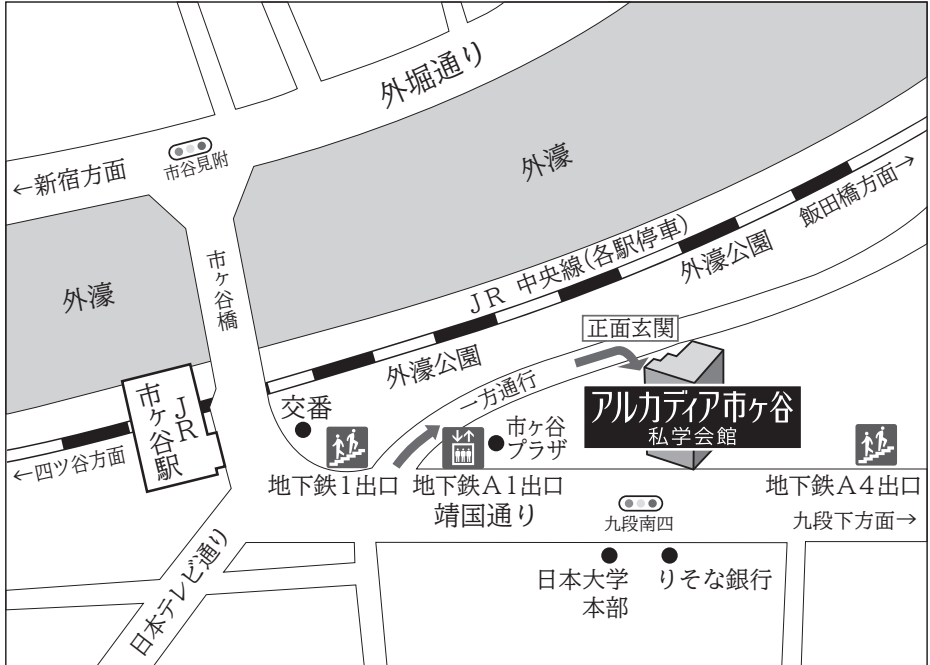 外堀通り
市谷見附
←新宿方面
外濠
飯田橋方面→
市ヶ谷橋
外濠
JR 中央線(各駅停車)
外濠公園
正面玄関
外濠公園
一方通行
アルカディア市ヶ谷
私学会館
交番
市ヶ谷
プラザ
JR
市ヶ谷駅
←四ツ谷方面
地下鉄1出口
地下鉄A1出口
地下鉄A4出口
靖国通り
九段南四
九段下方面→
日本テレビ通り
日本大学
本部
りそな銀行